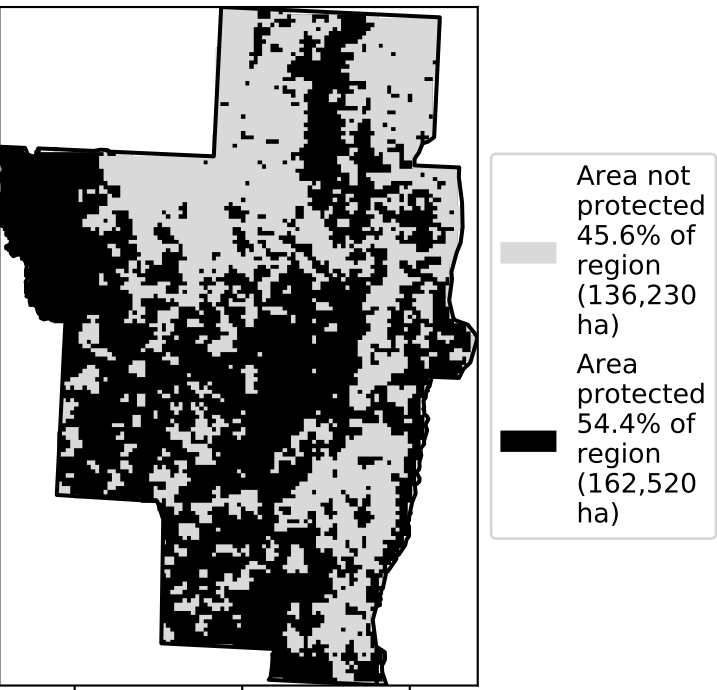 Area not
protected
45.6% of
region
(136,230
ha)
Area
protected
54.4% of
region
(162,520
ha)